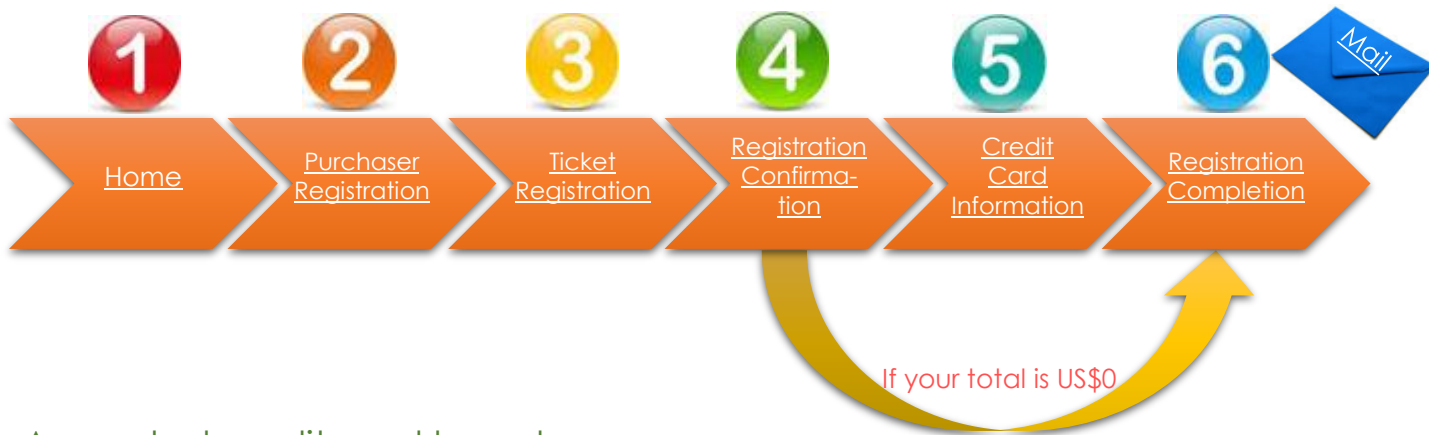 1
2
3
4
5
6
Mail
Home
Purchaser
Registration
Ticket
Registration
Registration
Confirma-
tion
Credit
Card
Information
Registration
Completion
If your total is US$0